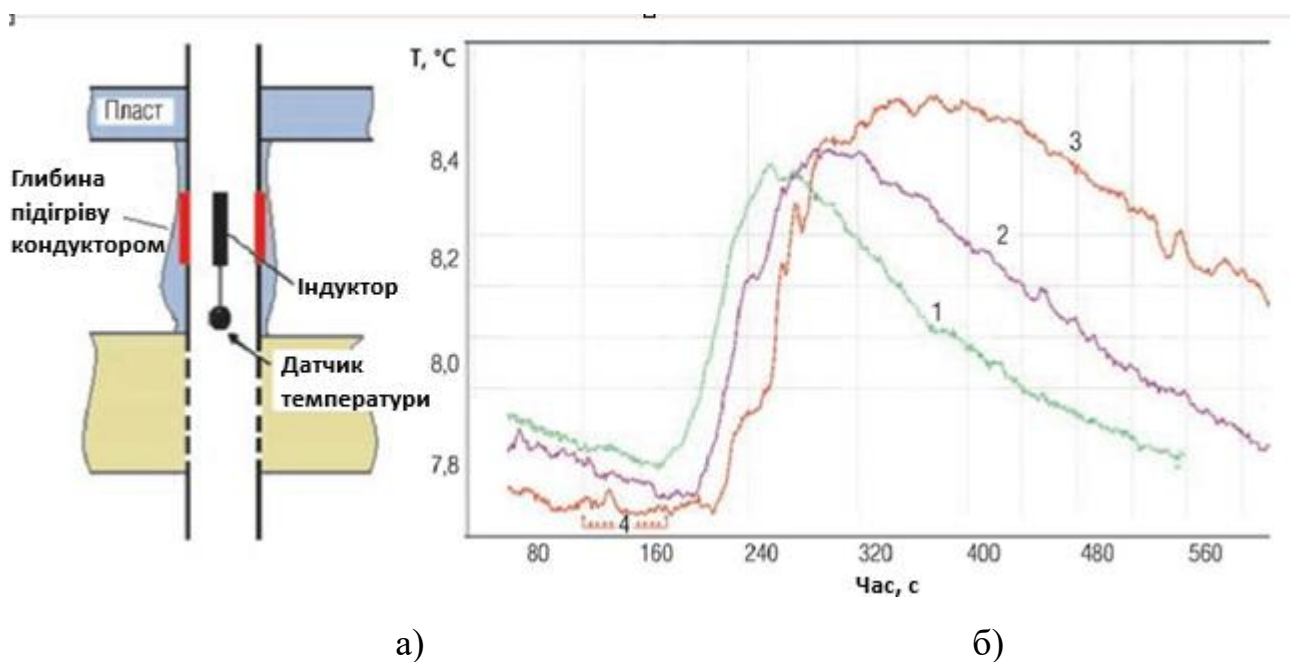 Пласт
Глибина
підігріву
кондуктором
Індуктор
Датчик
температури
T, °C
8,4
8,2
8,0
7,8
1
2
3
4
80 160 240 320 400 480 560
Час, с
а) б)